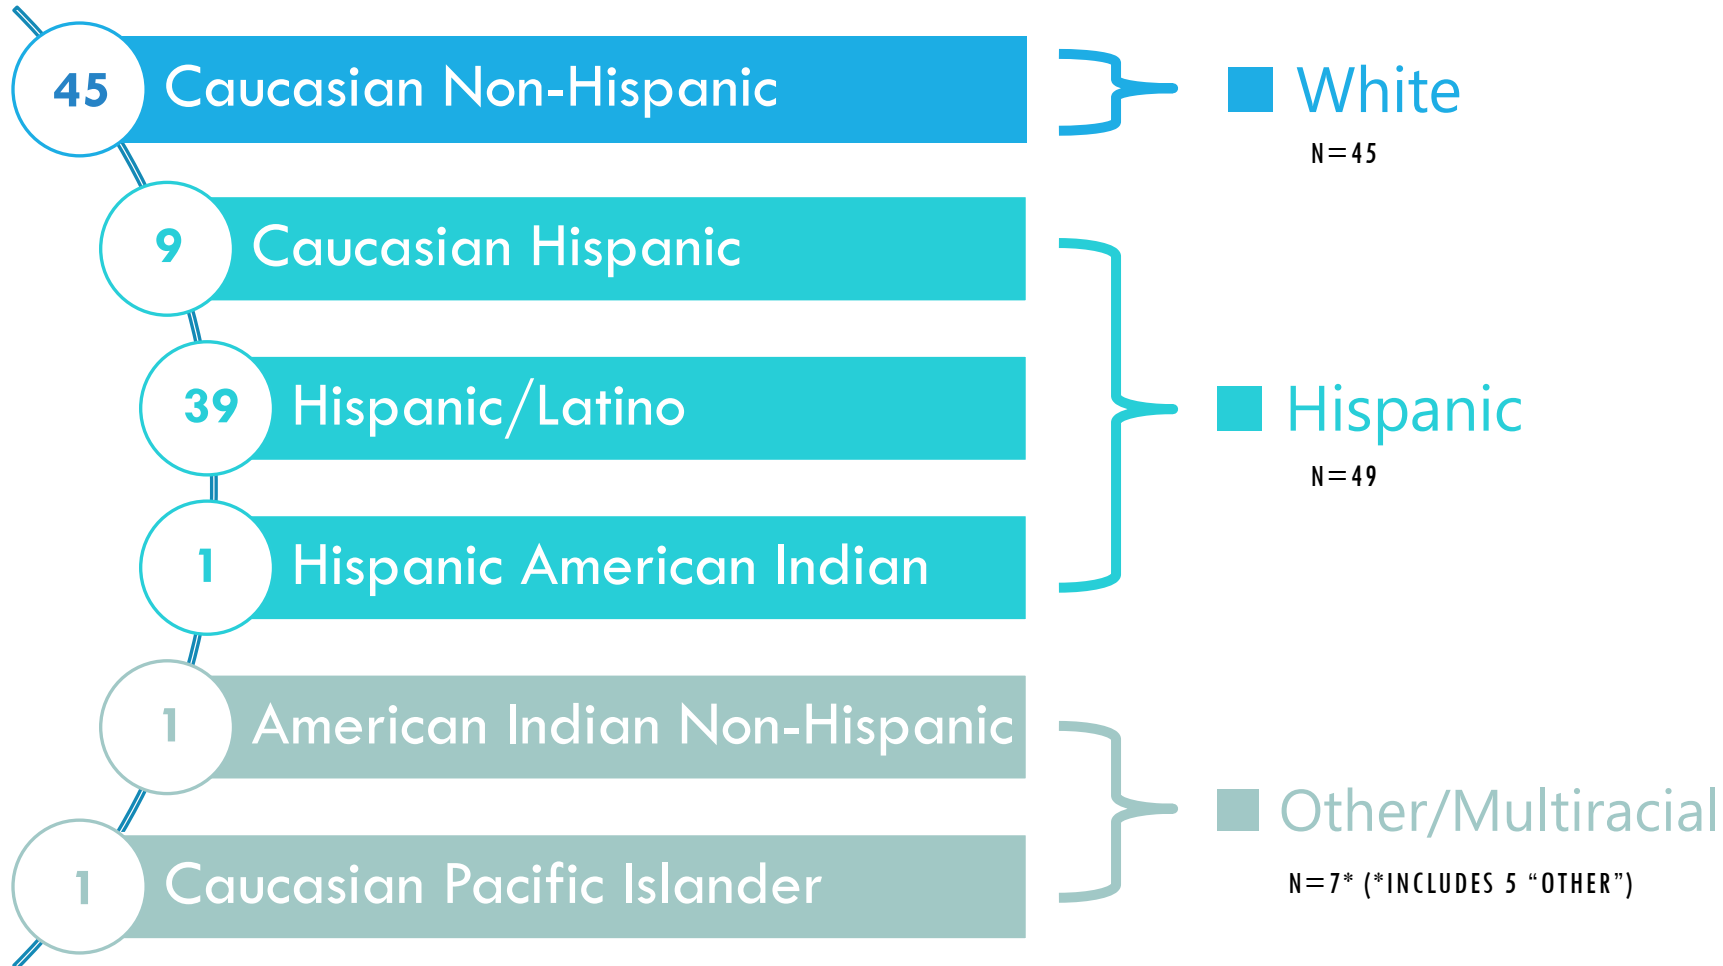 45 Caucasian Non-Hispanic
White
N=45
9 Caucasian Hispanic
39 Hispanic/Latino
1 Hispanic American Indian
Hispanic
N=49
1 American Indian Non-Hispanic
1 Caucasian Pacific Islander
Other/Multiracial
N=7* (*INCLUDES 5 “OTHER”)